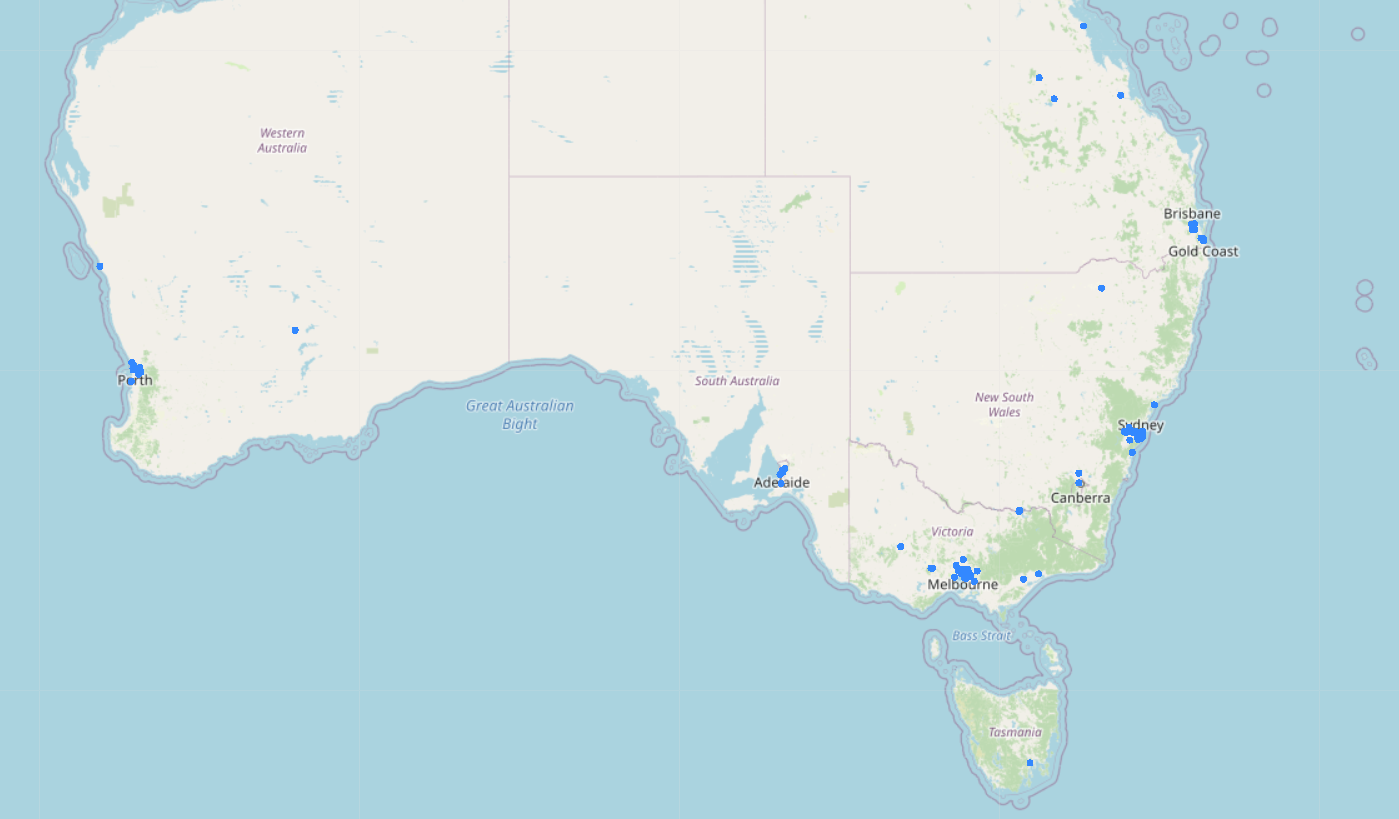 Western
Australia
Brisbane
Gold Coast
Perth
South Australia
Great Australian
Bight
New South
Wales
Sydney
Adelaide
Canberra
Victoria
Melbourne
Bass Strait
Tasmania